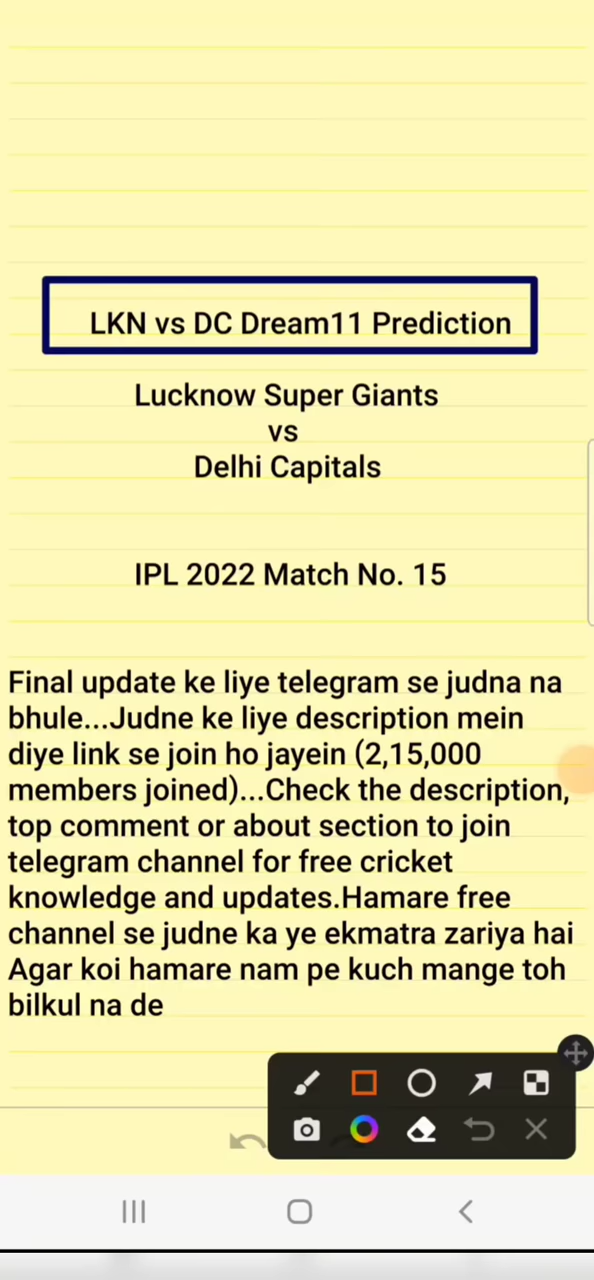 LKN vs DC Dream11 Prediction
Lucknow Super Giants
vs
Delhi Capitals
IPL 2022 Match No. 15
Final update ke liye telegram se judna na
bhule...Judne ke liye description mein
diye link se join ho jayein (2,15,000
members joined)...Check the description,
top comment or about section to join
telegram channel for free cricket
knowledge and updates.Hamare free
channel se judne ka ye ekmatra zariya hai
Agar koi hamare nam pe kuch mange toh
bilkul na de